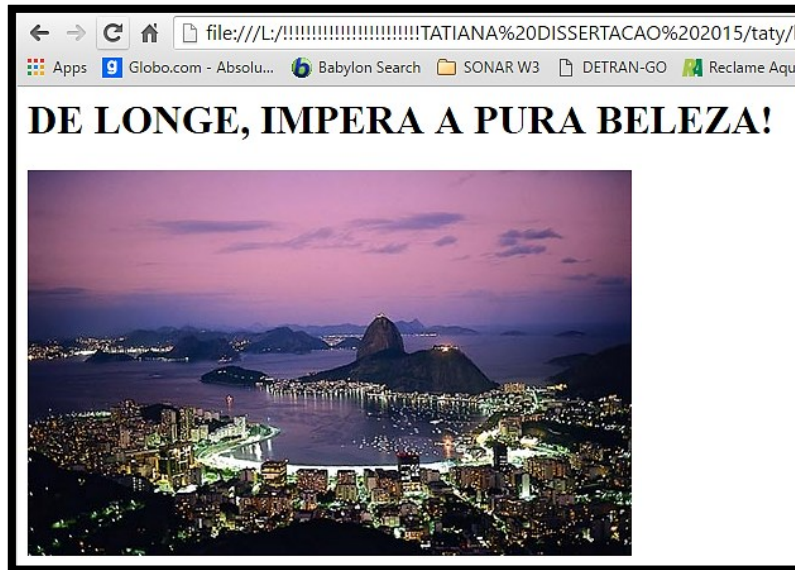 file:///L:/!!!!!!!!!!!!!!!!!!!!!!!!TATIANA%20DISSERTACAO%202015/taty/
Apps Globo.com - Absolu... Babylon Search SONAR W3 DETRAN-GO Reclame Aqu
DE LONGE, IMPERA A PURA BELEZA!